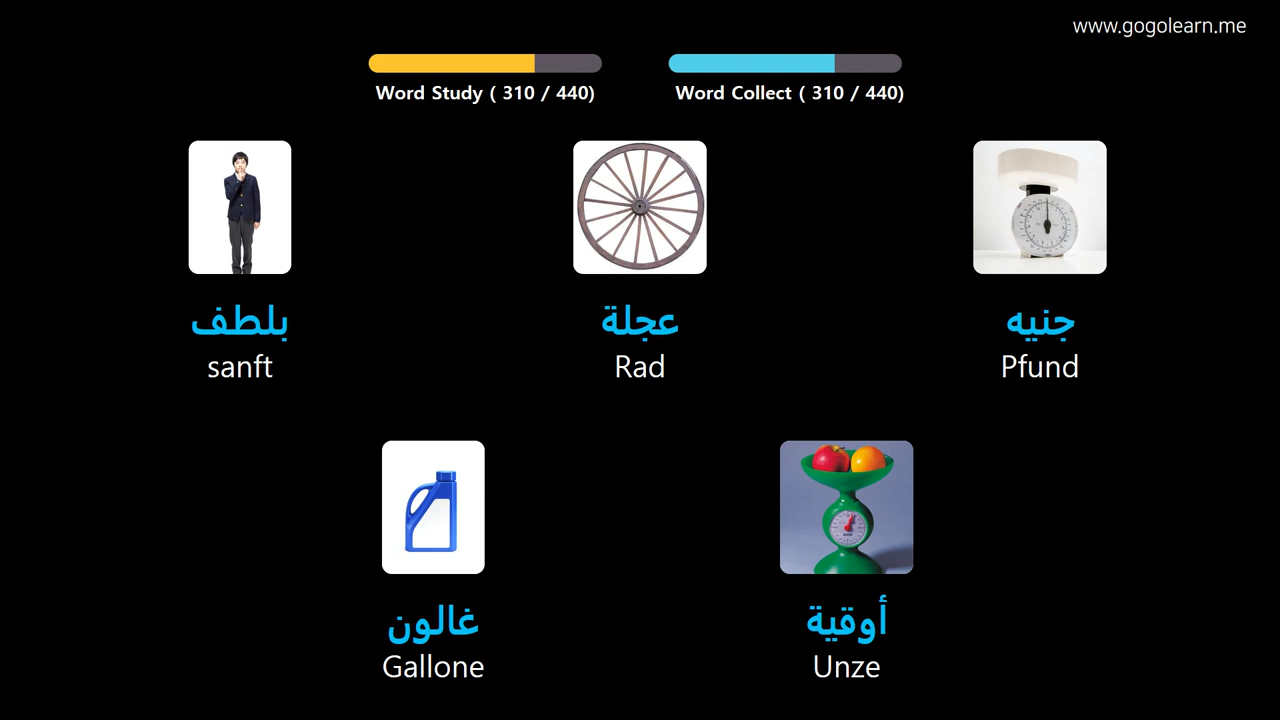 www.gogolearn.me
Word Study ( 310 / 440)
Word Collect ( 310 / 440)
بلطف
sanft
عجلة
Rad
جنيه
Pfund
غالون
Gallone
أوقية
Unze